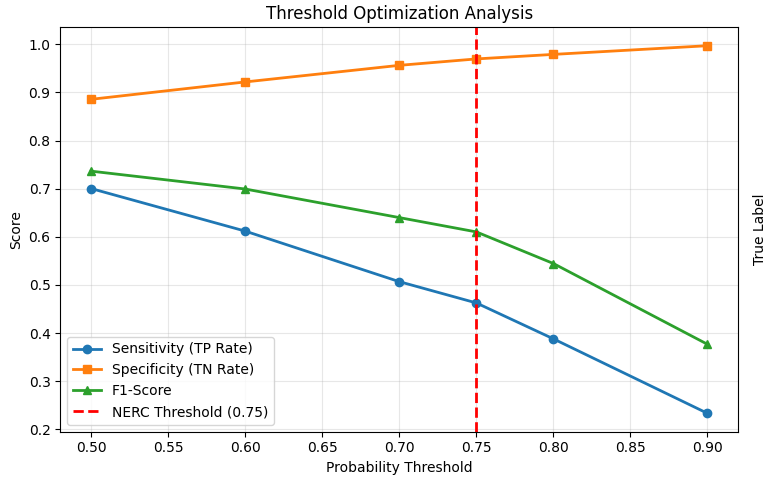 Threshold Optimization Analysis
1.0
0.9
0.8
0.7
0.6
0.5
0.4
0.3
0.2
Score
Sensitivity (TP Rate)
Specificity (TN Rate)
F1-Score
NERC Threshold (0.75)
0.50 0.55 0.60 0.65 0.70 0.75 0.80 0.85 0.90
Probability Threshold
True Label